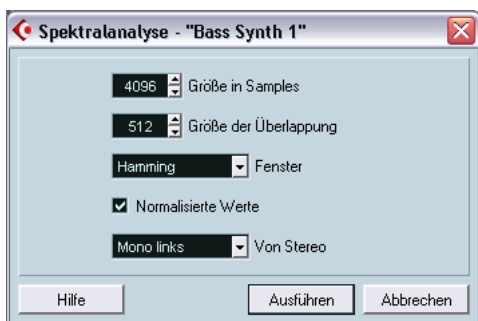 Spektralanalyse - "Bass Synth 1"
4096 Größe in Samples
512 Größe der Überlappung
Hamming Fenster
Normalisierte Werte
Mono links Von Stereo
Hilfe Ausführen Abbrechen